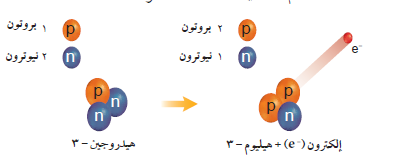 ٢ بروتون p
١ بروتون p
e⁻
١ نيوترون n
٢ نيوترون n
p
p
n
p
n
n
إلكترون (e⁻) + هيليوم - ٣
هيدروجين - ٣